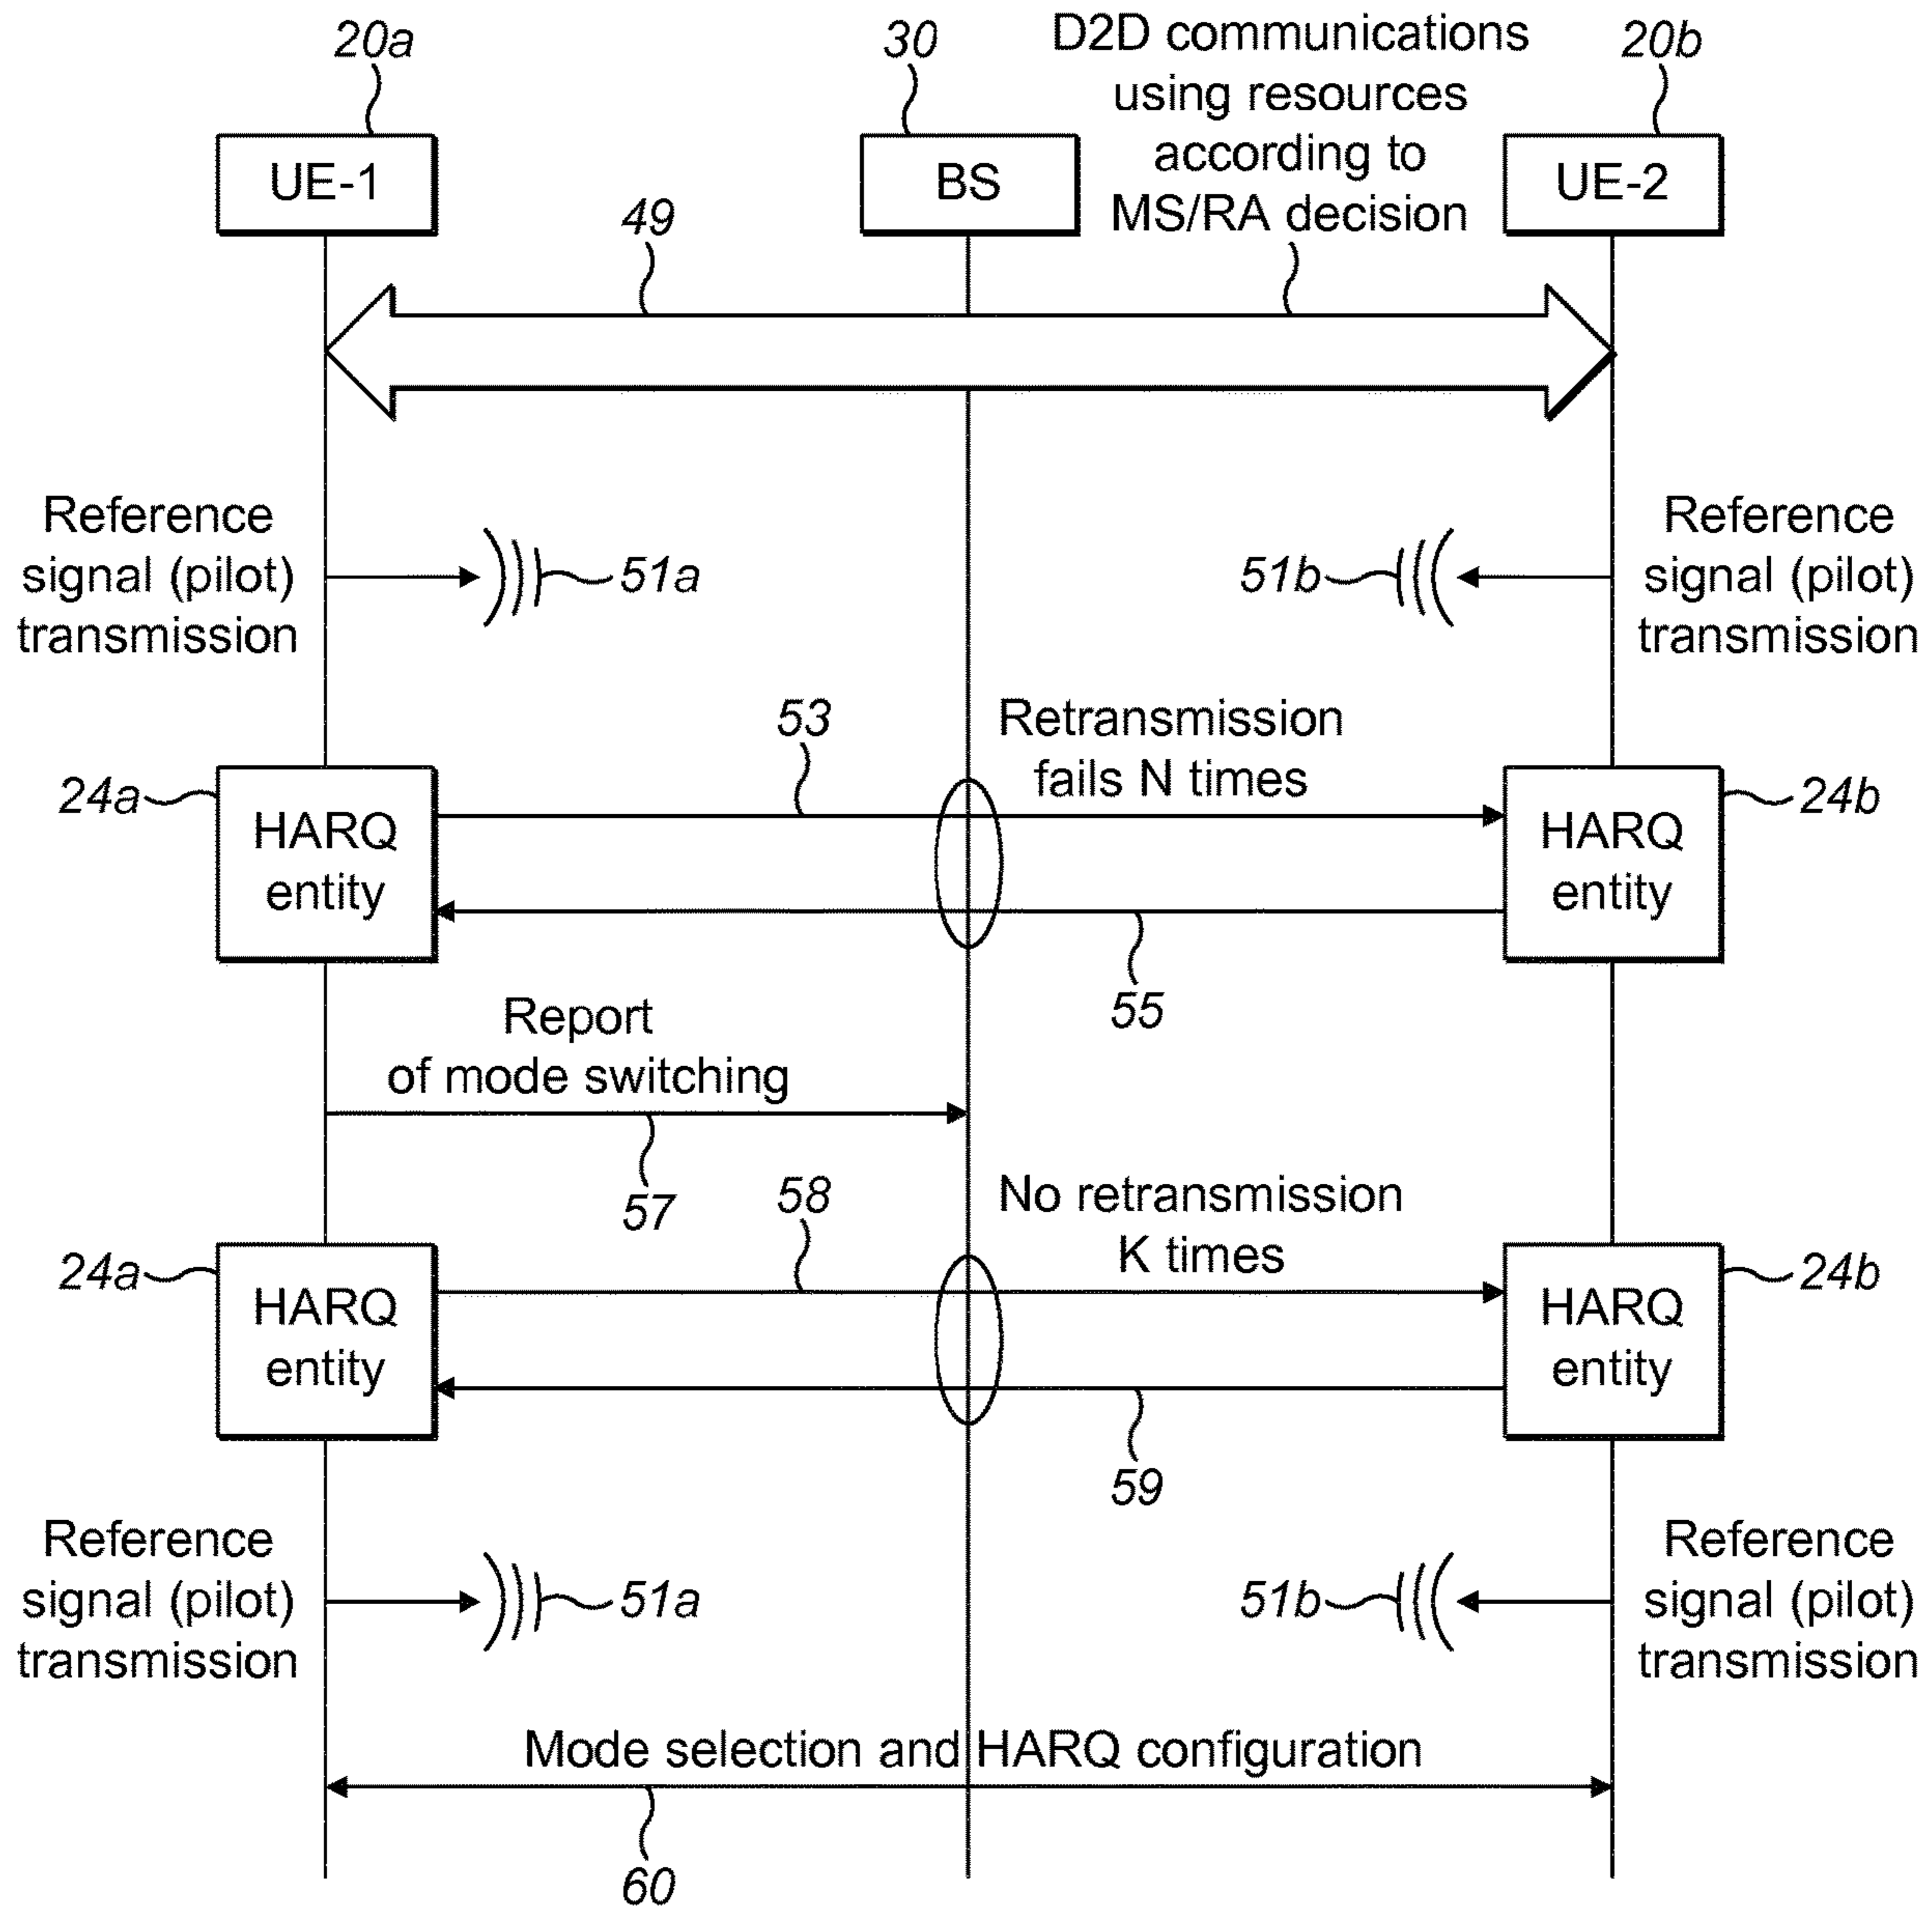 20a
30
D2D communications
using resources
according to
MS/RA decision
20b
UE-1
BS
UE-2
49
Reference
signal (pilot)
transmission
51a
51b
Reference
signal (pilot)
transmission
53
Retransmission
fails N times
24a
HARQ
entity
HARQ
entity
24b
55
Report
of mode switching
57
58
No retransmission
K times
24a
HARQ
entity
HARQ
entity
24b
59
Reference
signal (pilot)
transmission
51a
51b
Reference
signal (pilot)
transmission
Mode selection and HARQ configuration
60